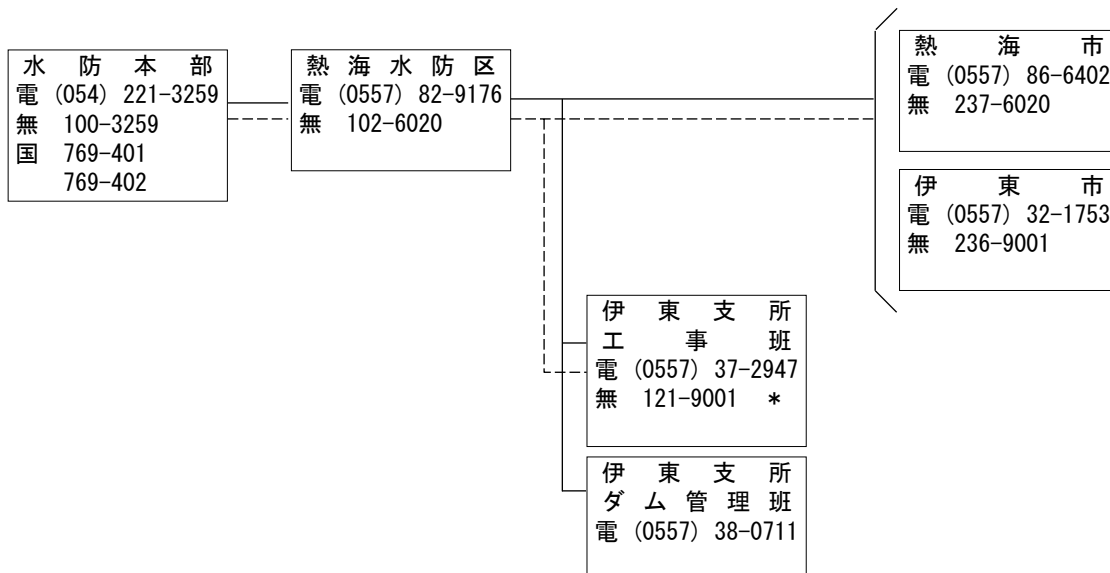 水防本部
電 (054) 221-3259
無 100-3259
国 769-401
769-402
熱海水防区
電 (0557) 82-9176
無 102-6020
熱海市
電 (0557) 86-6402
無 237-6020
伊東市
電 (0557) 32-1753
無 236-9001
伊東支所
工事班
電 (0557) 37-2947
無 121-9001 *
伊東支所
ダム管理班
電 (0557) 38-0711